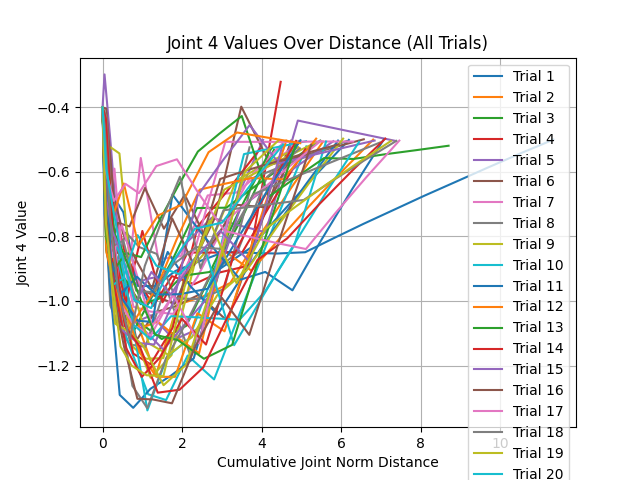 Joint 4 Values Over Distance (All Trials)
Joint 4 Value
−0.4
−0.6
−0.8
−1.0
−1.2
0
2
4
6
8
10
Cumulative Joint Norm Distance
Trial 1
Trial 2
Trial 3
Trial 4
Trial 5
Trial 6
Trial 7
Trial 8
Trial 9
Trial 10
Trial 11
Trial 12
Trial 13
Trial 14
Trial 15
Trial 16
Trial 17
Trial 18
Trial 19
Trial 20